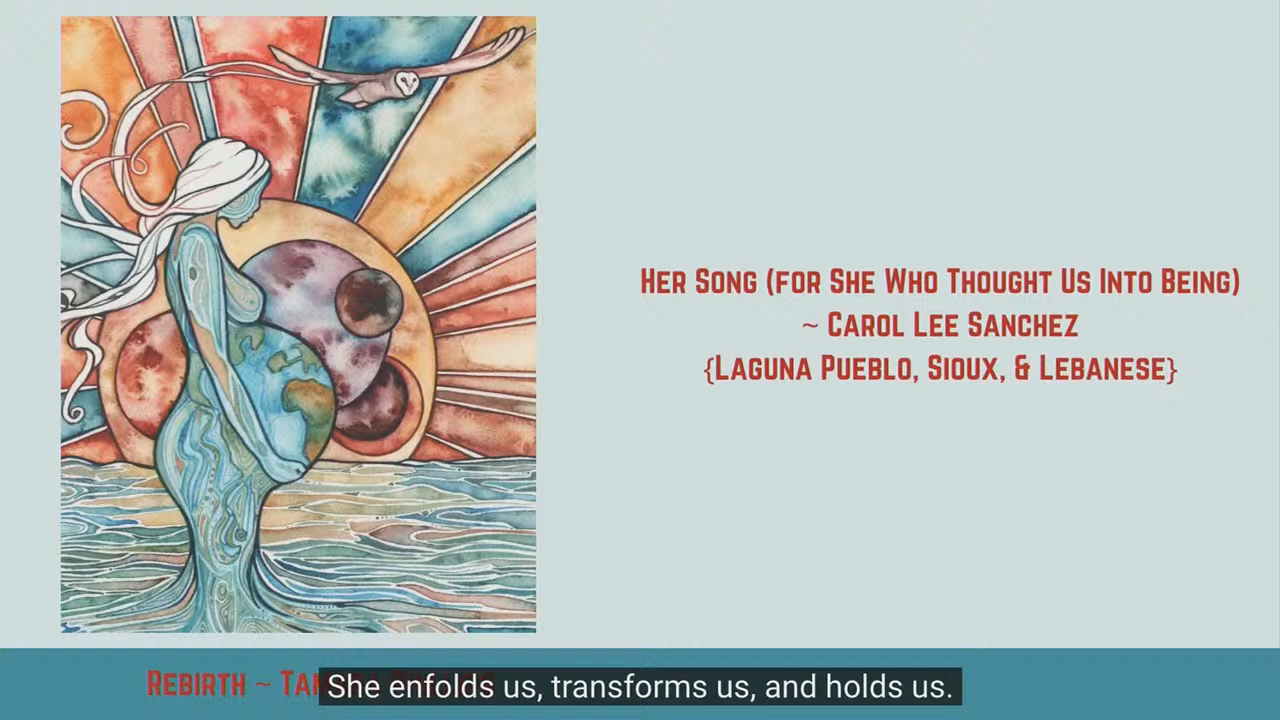 HER SONG (FOR SHE WHO THOUGHT US INTO BEING)
~ CAROL LEE SANCHEZ
{LAGUNA PUEBLO, SIOUX, & LEBANESE}
REBIRTH ~
She enfolds us, transforms us, and holds us.